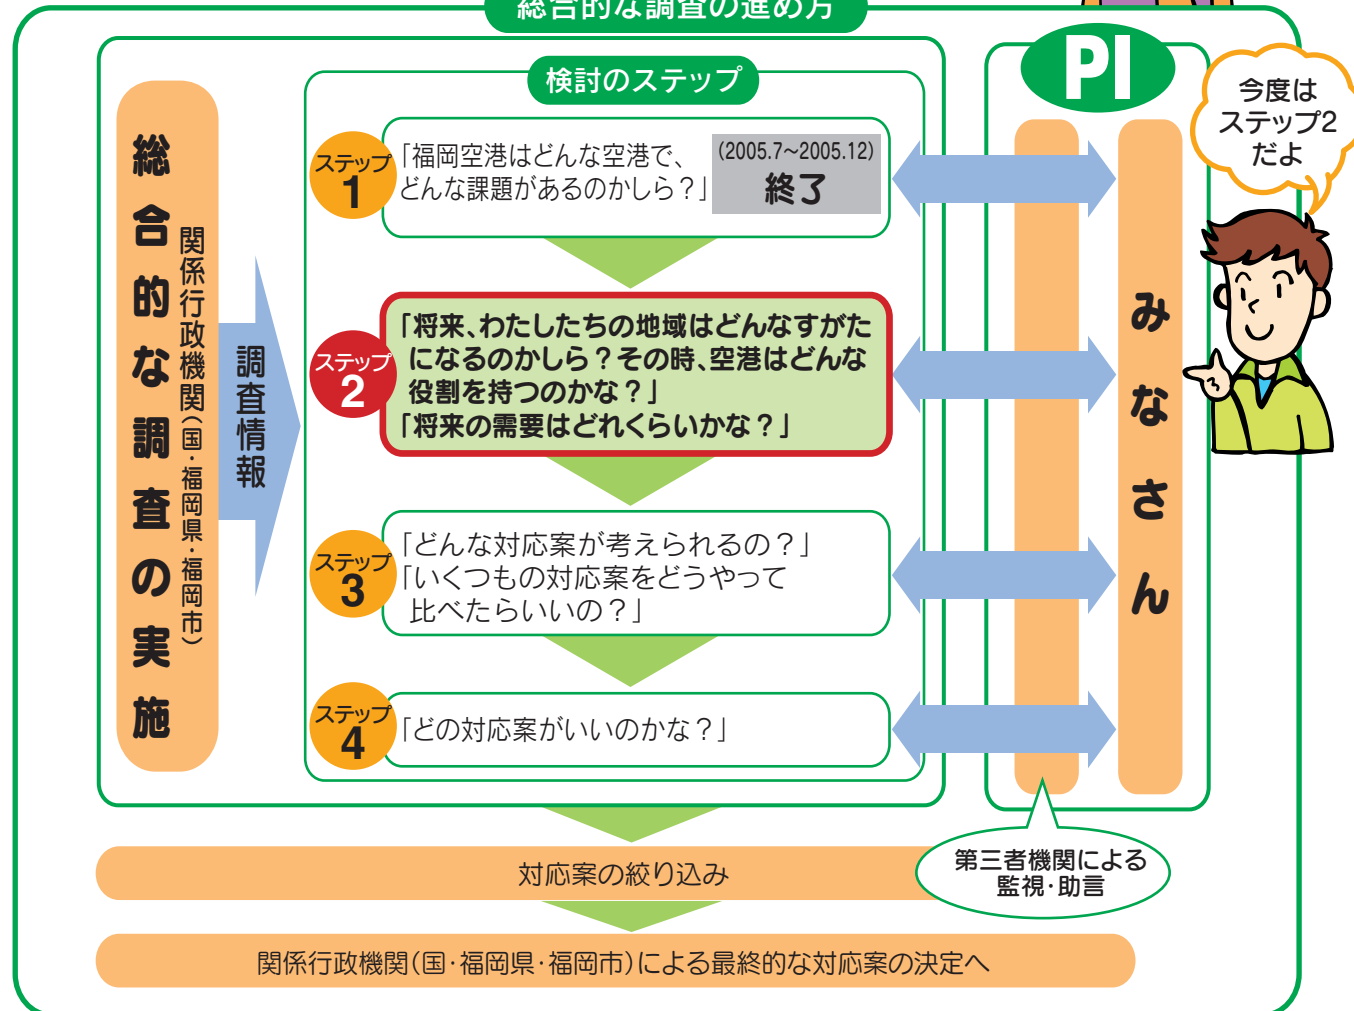 総合的な調査の進め方
検討のステップ
PI
今度は
ステップ2
だよ
総合的な調査の実施
関係行政機関(国・福岡県・福岡市)
調査情報
ステップ
1
「福岡空港はどんな空港で、
どんな課題があるのかしら？」
(2005.7〜2005.12)
終了
ステップ
2
「将来、わたしたちの地域はどんなすがた
になるのかしら？その時、空港はどんな
役割を持つのかな？」
「将来の需要はどれくらいかな？」
ステップ
3
「どんな対応案が考えられるの？」
「いくつもの対応案をどうやって
比べたらいいの？」
ステップ
4
「どの対応案がいいのかな？」
みなさん
第三者機関による
監視・助言
対応案の絞り込み
関係行政機関(国・福岡県・福岡市)による最終的な対応案の決定へ